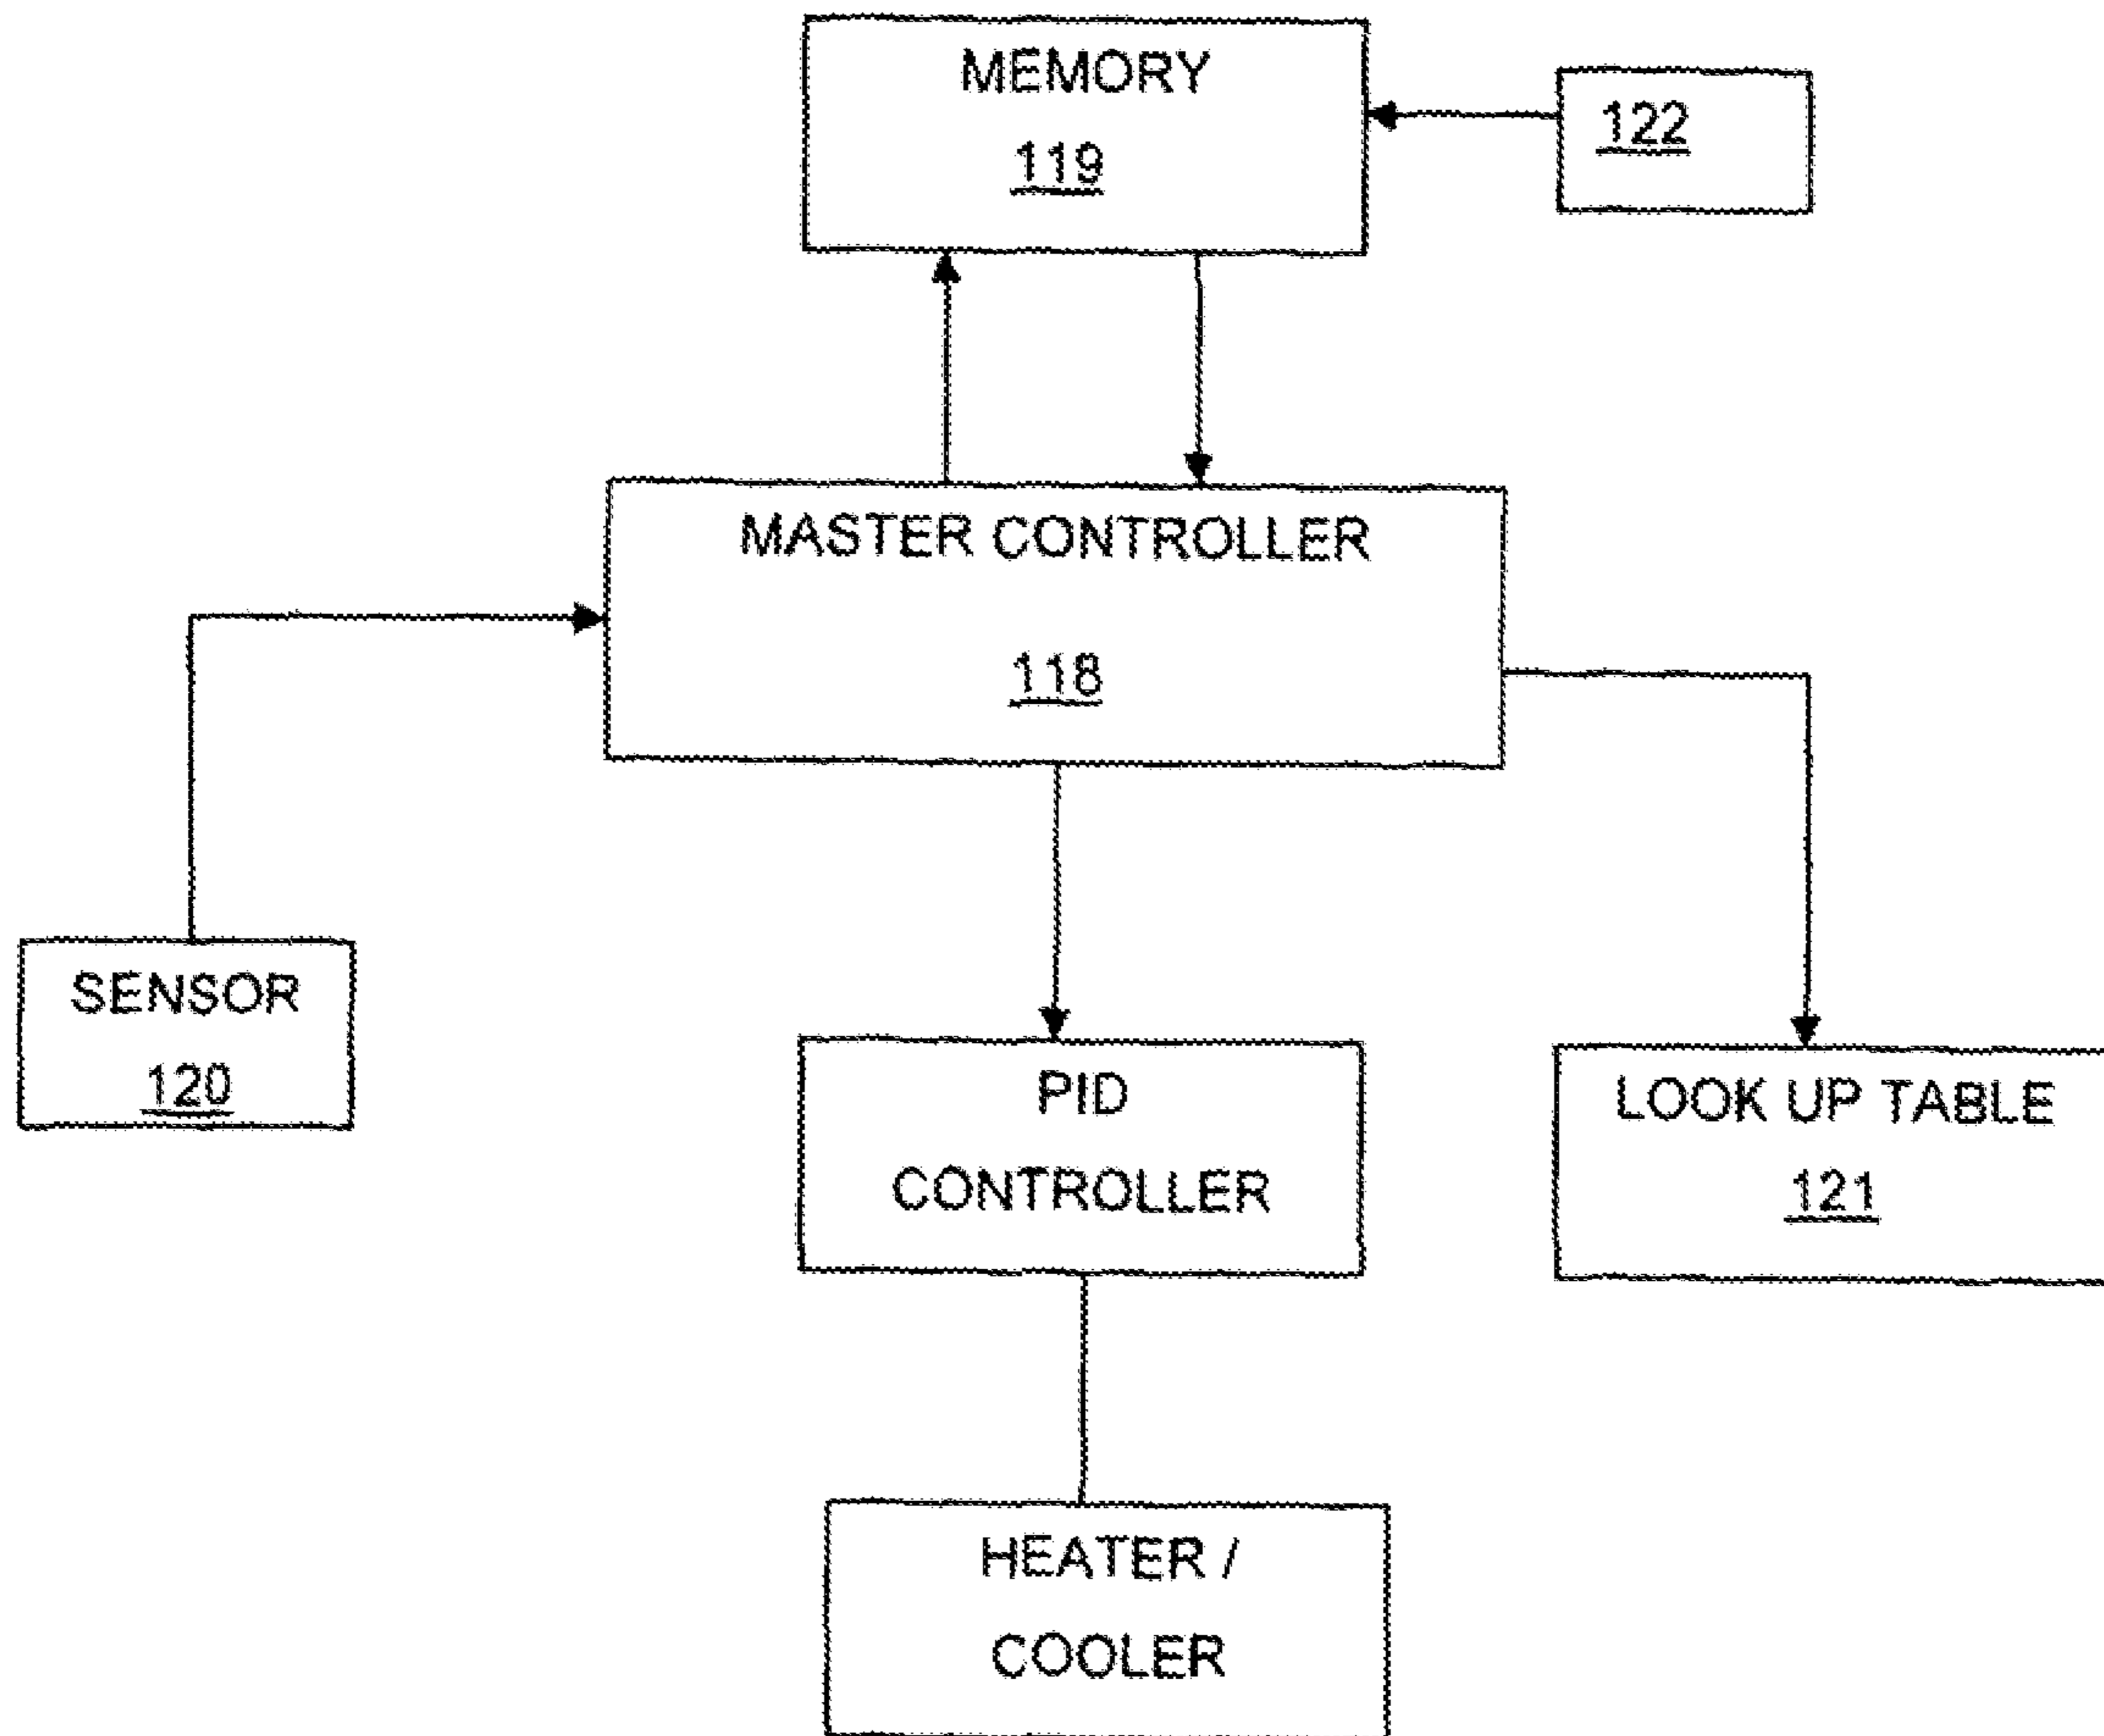 MEMORY
119
122
MASTER CONTROLLER
118
SENSOR
120
PID
CONTROLLER
LOOK UP TABLE
121
HEATER /
COOLER